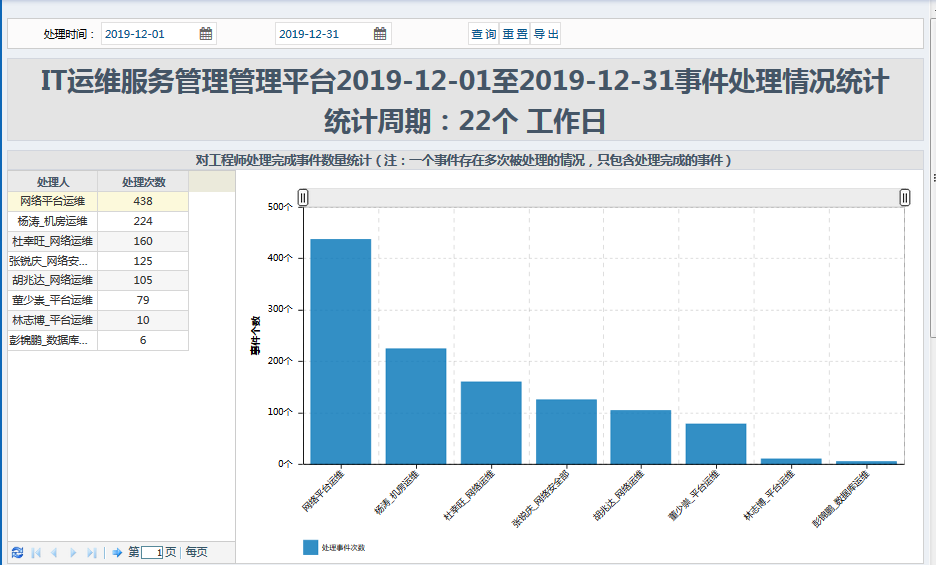 处理时间： 2019-12-01 2019-12-31 查询 重置 导出
IT运维服务管理管理平台2019-12-01至2019-12-31事件处理情况统计
统计周期：22个 工作日
对工程师处理完成事件数量统计（注：一个事件存在多次被处理的情况，只包含处理完成的事件）
处理人 处理次数
网络平台运维 438
杨涛_机房运维 224
杜幸旺_网络运维 160
张锐庆_网络安... 125
胡兆达_网络运维 105
董少崇_平台运维 79
林志博_平台运维 10
彭锦鹏_数据库... 6
500个
400个
300个
200个
100个
0个
事件个数
网络平台运维
杨涛_机房运维
杜幸旺_网络运维
张锐庆_网络安全部
胡兆达_网络运维
董少崇_平台运维
林志博_平台运维
彭锦鹏_数据库运维
处理事件次数
第 1 页 每页